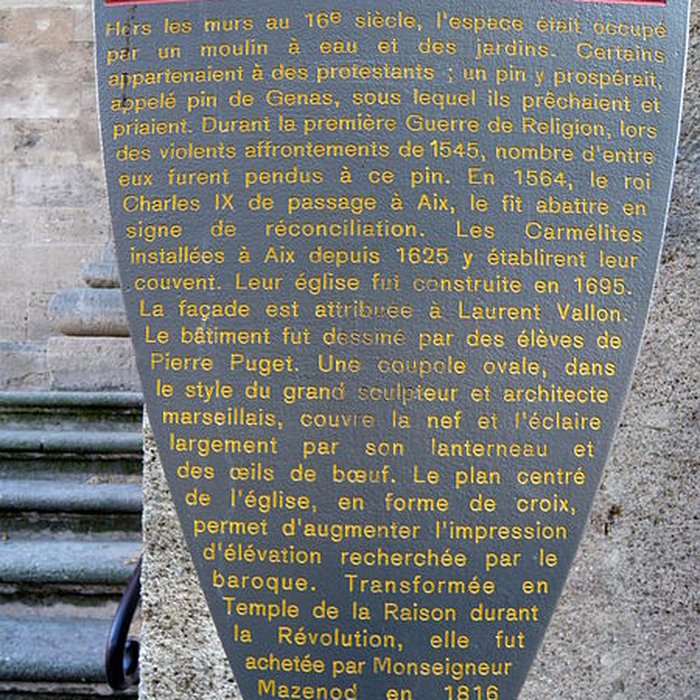 Hors les murs au 16e siècle, l'espace était occupé
par un moulin à eau et des jardins. Certains
appartenaient à des protestants ; un pin y prospérait,
appelé pin de Genas, sous lequel ils prêchaient et
priaient. Durant la première Guerre de Religion, lors
des violents affrontements de 1545, nombre d'entre
eux furent pendus à ce pin. En 1564, le roi
Charles IX de passage à Aix, le fit abattre en
signe de réconciliation. Les Carmélites
installées à Aix depuis 1625 y établirent leur
couvent. Leur église fut construite en 1695.
La façade est attribuée à Laurent Vallon.
Le bâtiment fut dessiné par des élèves de
Pierre Puget. Une coupole ovale, dans
le style du grand sculpteur et architecte
marseillais, couvre la nef et l'éclaire
largement par son lanterneau et
des œils de bœuf. Le plan centré
de l'église, en forme de croix,
permet d'augmenter l'impression
d'élévation recherchée par le
baroque. Transformée en
Temple de la Raison durant
la Révolution, elle fut
achetée par Monseigneur
Mazenod en 1816